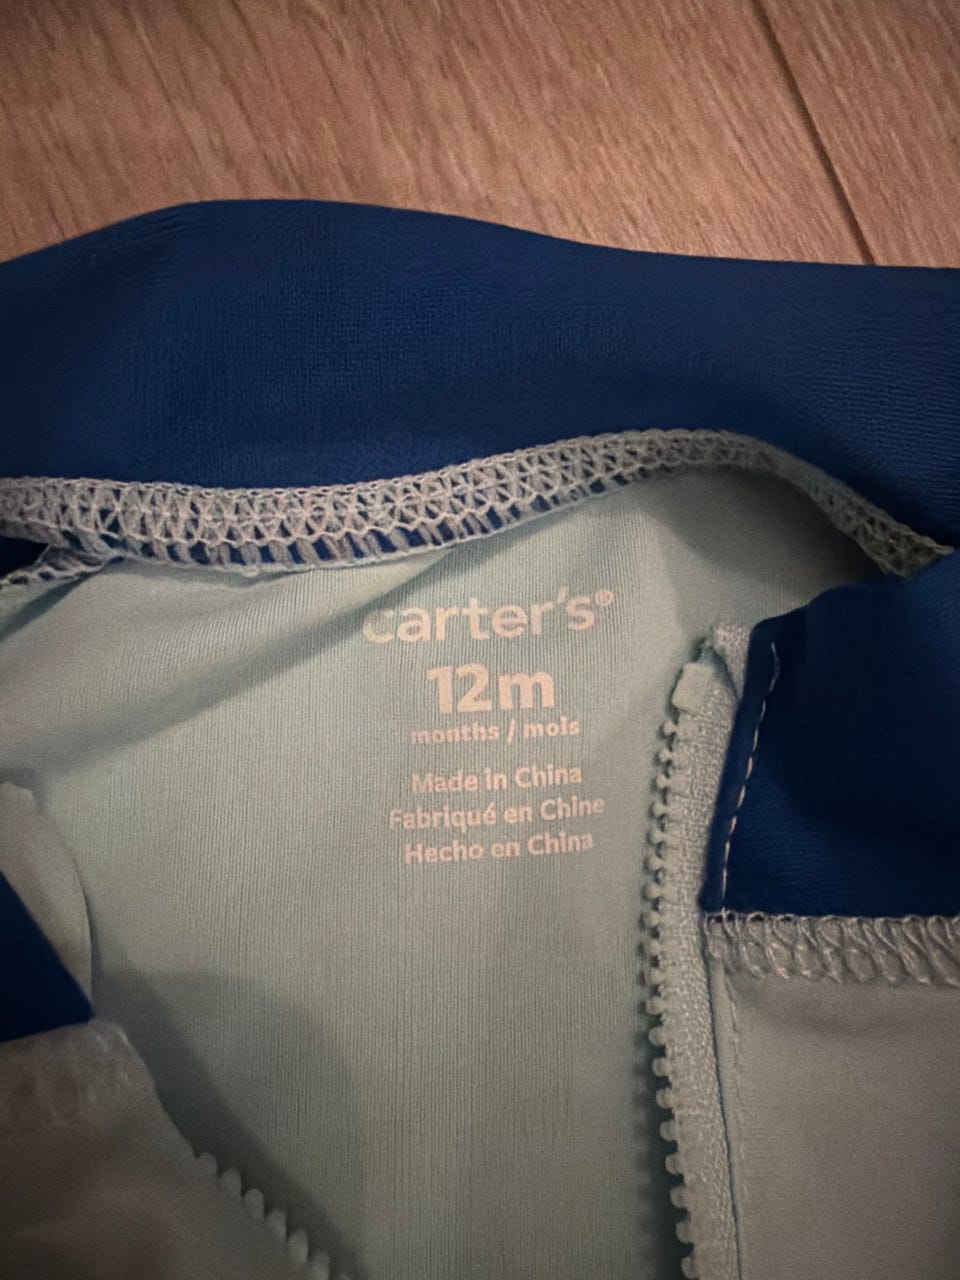 carter's®
12m
months / mois
Made in China
Fabriqué en Chine
Hecho en China